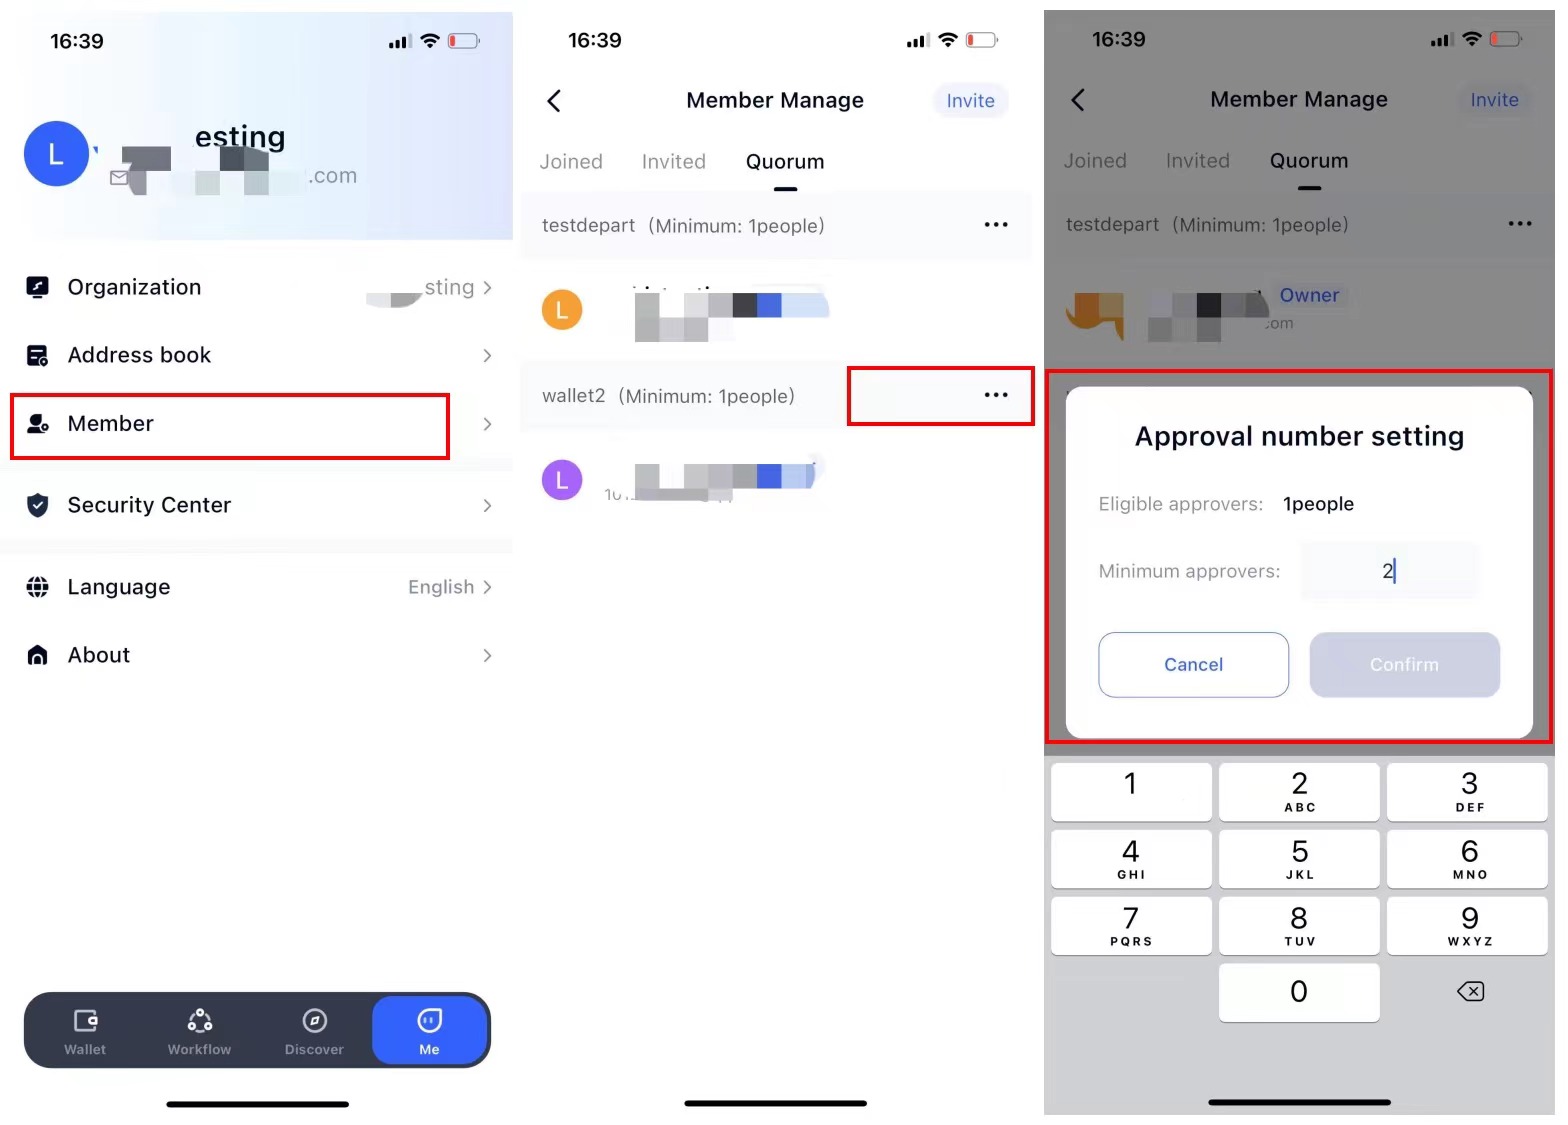 16:39
L
esting
.com
Organization
sting
Address book
Member
Security Center
Language
English
About
Wallet
Workflow
Discover
Me
16:39
Member Manage
Invite
Joined
Invited
Quorum
testdepart (Minimum: 1people)
L
wallet2 (Minimum: 1people)
L
16:39
Member Manage
Invite
Joined
Invited
Quorum
testdepart (Minimum: 1people)
Owner
com
Approval number setting
Eligible approvers: 1people
Minimum approvers: 2
Cancel
Confirm
1
2
ABC
3
DEF
4
GHI
5
JKL
6
MNO
7
PQRS
8
TUV
9
WXYZ
0